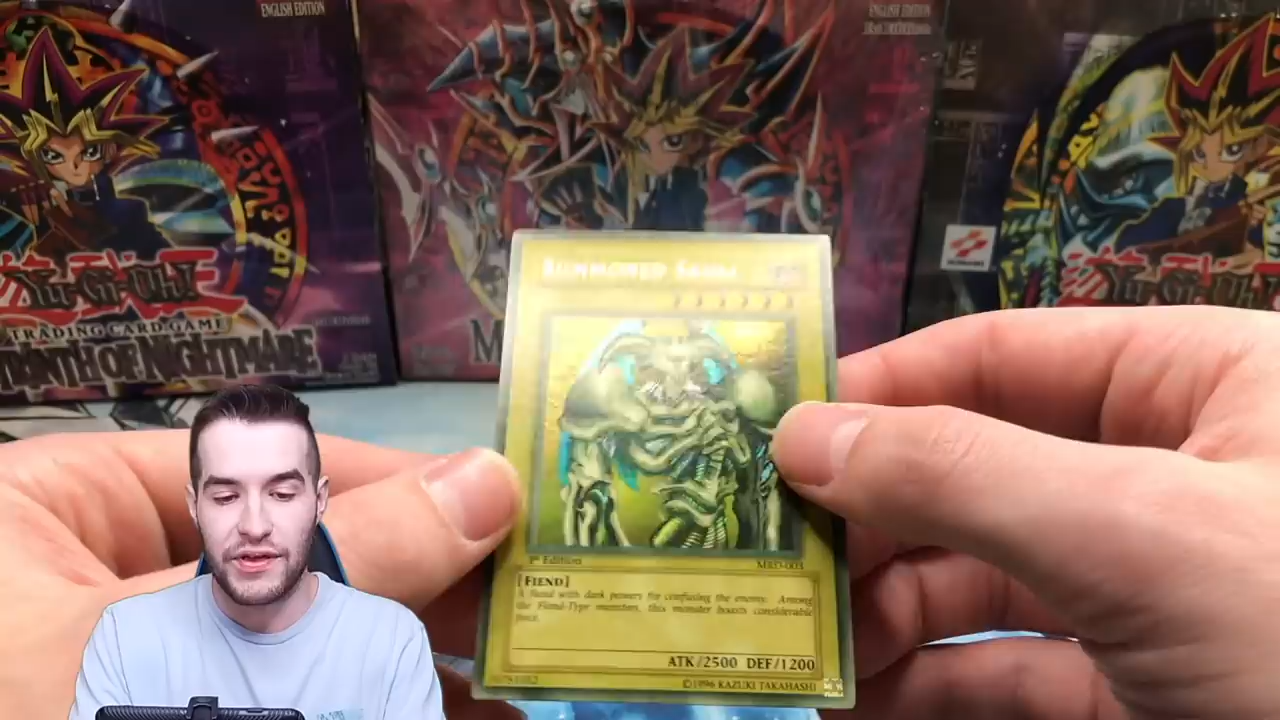 ENGLISH EDITION
ENGLISH EDITION
Yu-Gi-Oh!
TRADING CARD GAME
NIGHTMARE
M
KONAMI
Yu-Gi-Oh!
SUMMONED SKULL
1st Edition
MRD-003
[FIEND]
A fiend with dark powers for confusing the enemy. Among
the Fiend-Type monsters, this monster boasts considerable
force.
ATK/2500 DEF/1200
©1996 KAZUKI TAKAHASHI